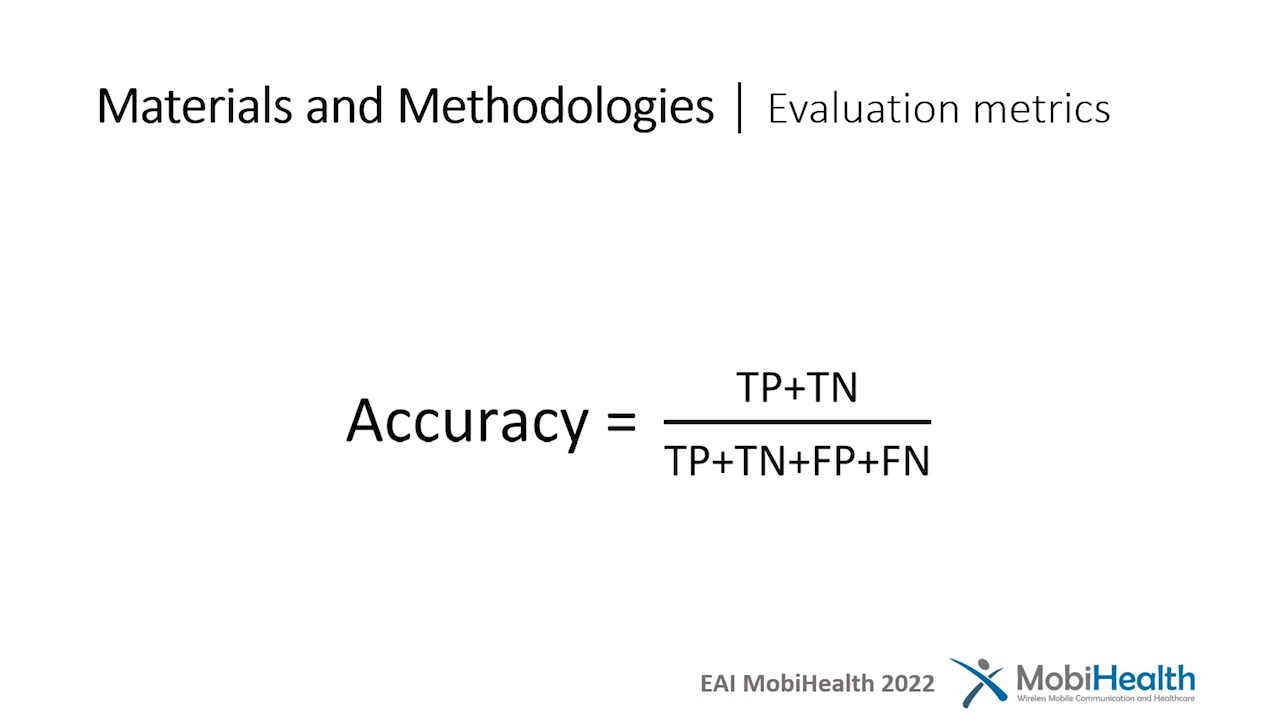 Materials and Methodologies | Evaluation metrics
Accuracy = TP+TN
TP+TN+FP+FN
EAI MobiHealth 2022
MobiHealth
Wireless Mobile Communication and Healthcare